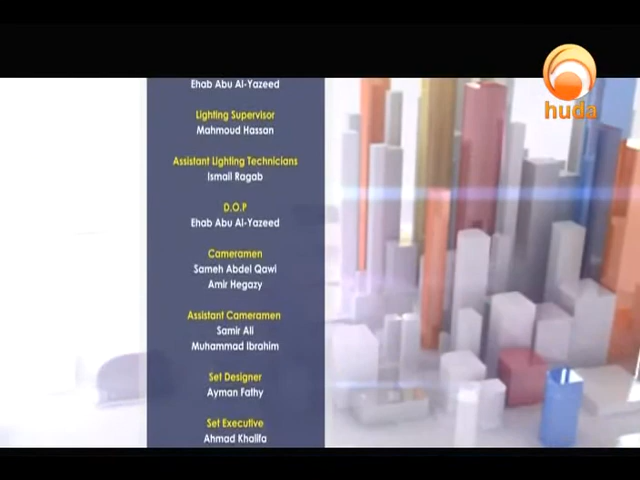 Ehab Abu Al-Yazeed
Lighting Supervisor
Mahmoud Hassan
Assistant Lighting Technicians
Ismail Ragab
D.O.P
Ehab Abu Al-Yazeed
Cameramen
Sameh Abdel Qawi
Amir Hegazy
Assistant Cameramen
Samir Ali
Muhammad Ibrahim
Set Designer
Ayman Fathy
Set Executive
Ahmad Khalifa
huda